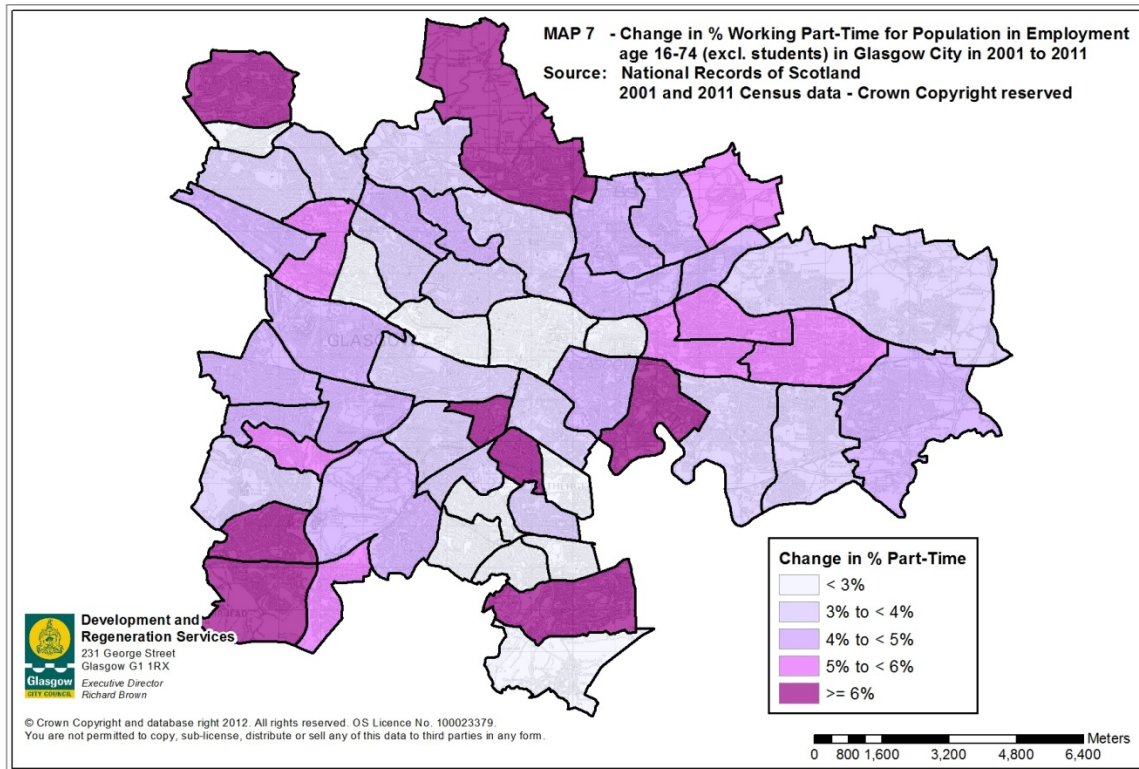 MAP 7 - Change in % Working Part-Time for Population in Employment
age 16-74 (excl. students) in Glasgow City in 2001 to 2011
Source: National Records of Scotland
2001 and 2011 Census data - Crown Copyright reserved
GLASGOW
Change in % Part-Time
< 3%
3% to < 4%
4% to < 5%
5% to < 6%
>= 6%
Development and
Regeneration Services
231 George Street
Glasgow G1 1RX
Executive Director
Richard Brown
Glasgow
CITY COUNCIL
© Crown Copyright and database right 2012. All rights reserved. OS Licence No. 100023379.
You are not permitted to copy, sub-license, distribute or sell any of this data to third parties in any form.
Meters
0 800 1,600 3,200 4,800 6,400